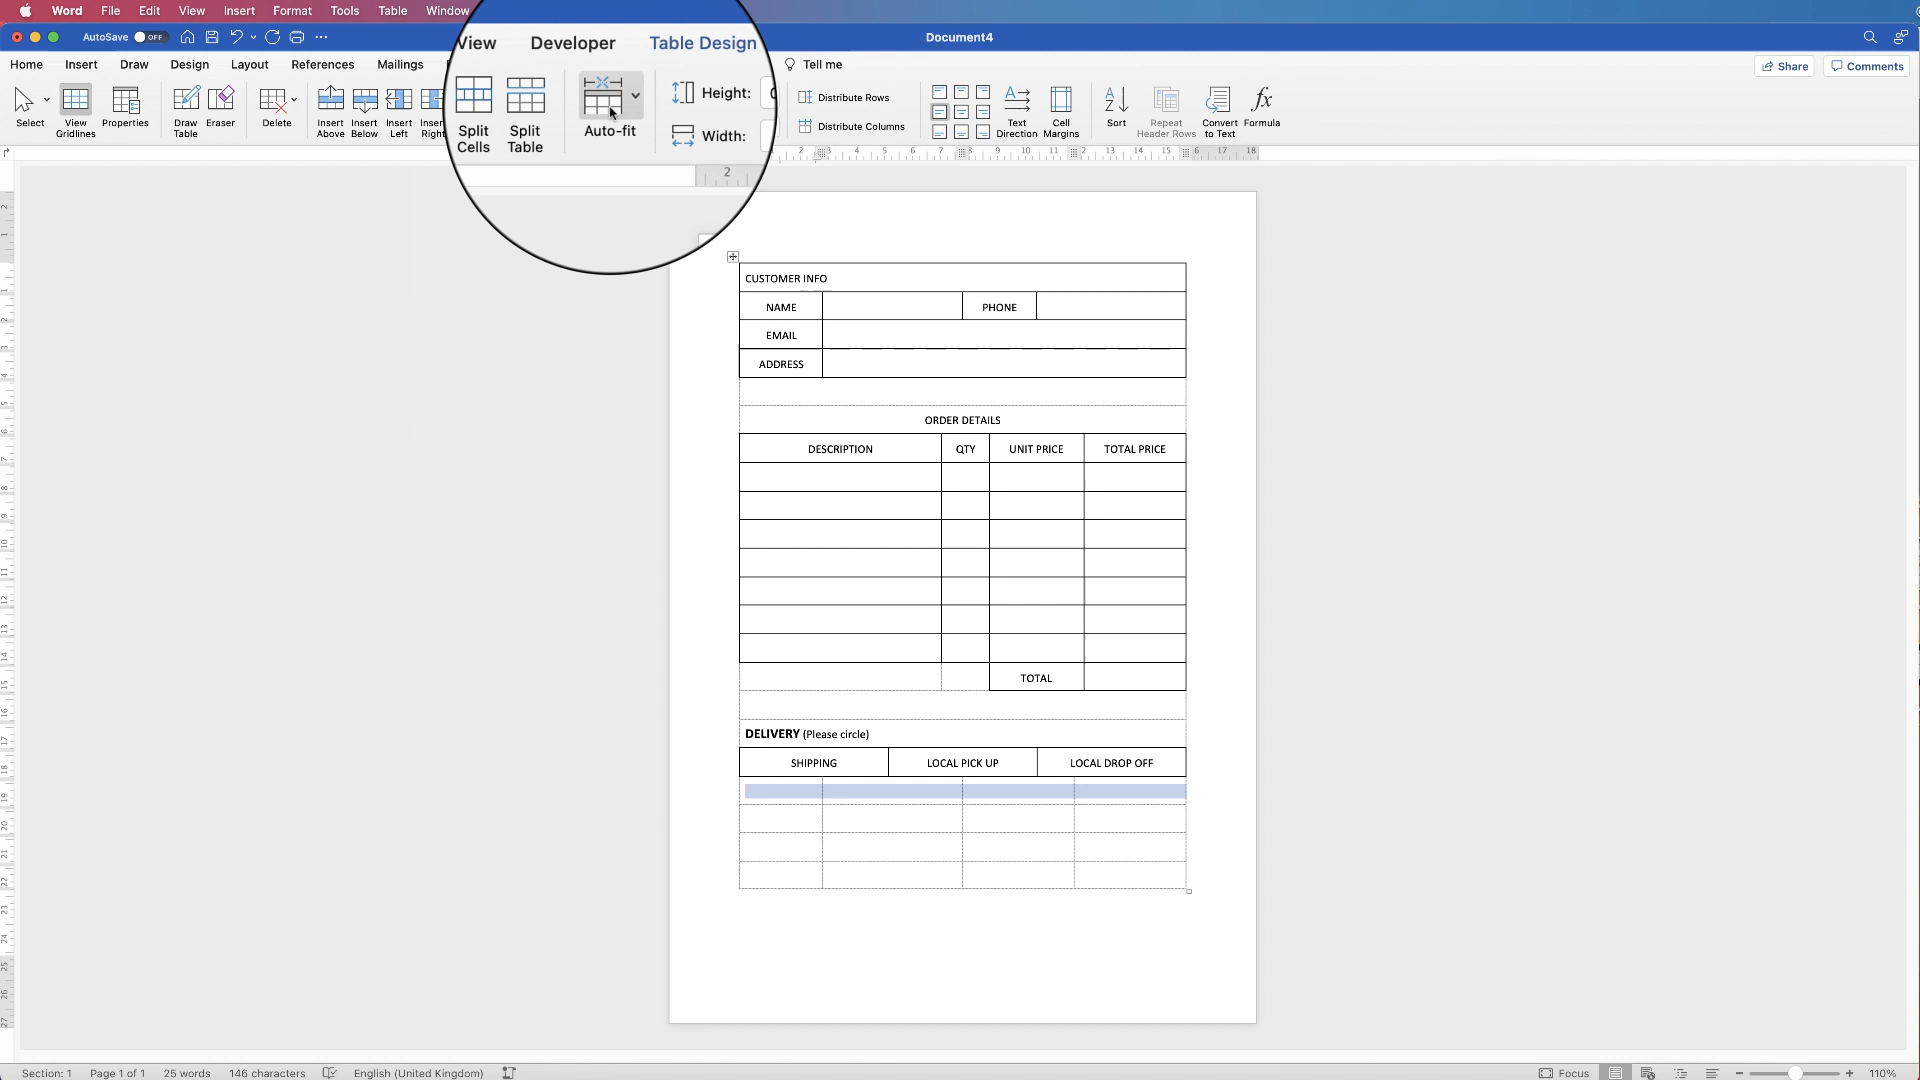 Word File Edit View Insert Format Tools Table Window
AutoSave OFF
Document4
Home Insert Draw Design Layout References Mailings
View Developer Table Design
Tell me
Share
Comments
Select
View Gridlines
Properties
Draw Table
Eraser
Delete
Insert Above
Insert Below
Insert Left
Insert Right
Split Cells
Split Table
Auto-fit
Height:
Width:
Distribute Rows
Distribute Columns
Text Direction
Cell Margins
Sort
Repeat Header Rows
Convert to Text
Formula
CUSTOMER INFO
NAME PHONE
EMAIL
ADDRESS
ORDER DETAILS
DESCRIPTION QTY UNIT PRICE TOTAL PRICE
TOTAL
DELIVERY (Please circle)
SHIPPING LOCAL PICK UP LOCAL DROP OFF
Section: 1 Page 1 of 1 25 words 146 characters English (United Kingdom) Focus 110%